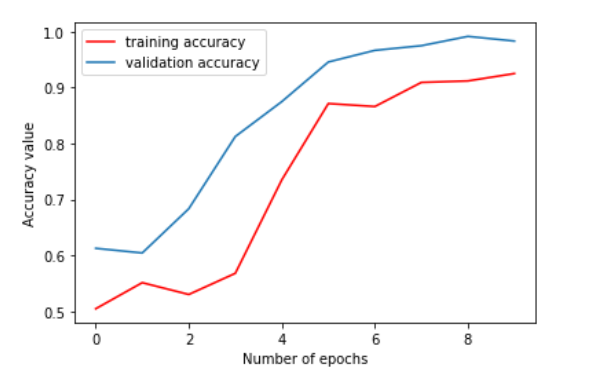 1.0
0.9
0.8
0.7
0.6
0.5
training accuracy
validation accuracy
Accuracy value
0 2 4 6 8
Number of epochs